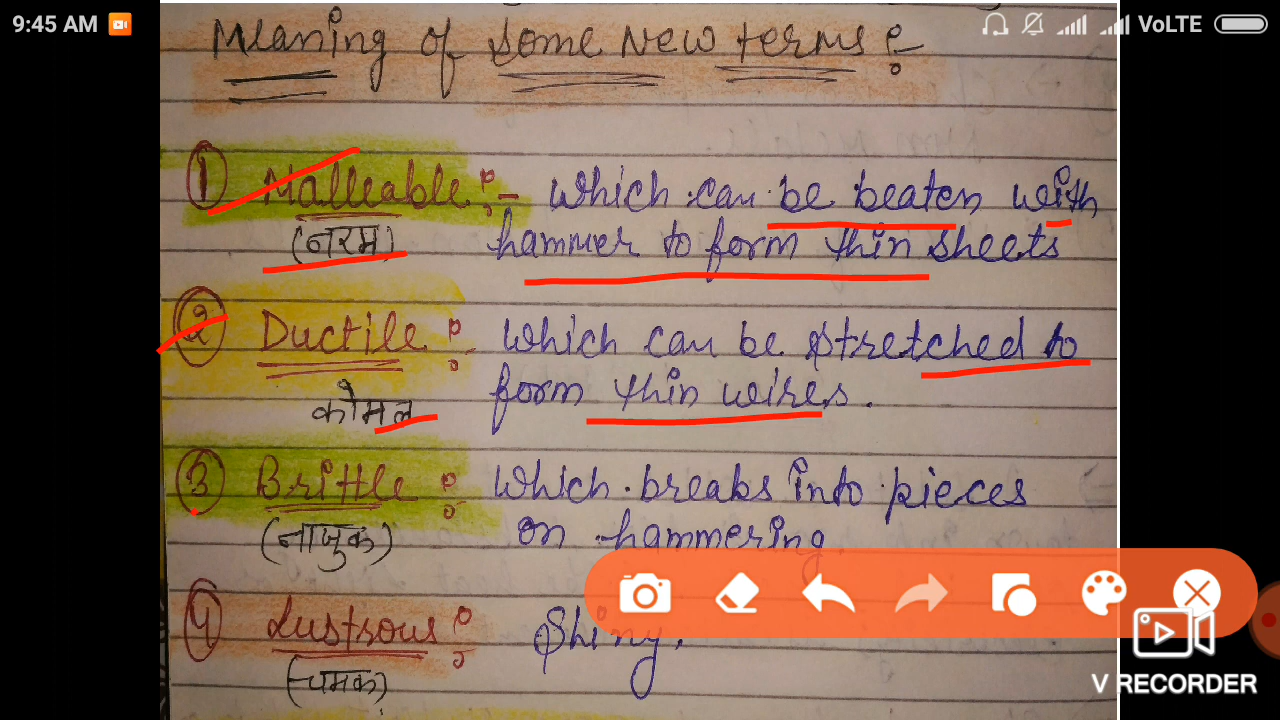 9:45 AM
VoLTE
Meaning of some New terms :-
① Malleable :- which can be beaten with
(नरम) hammer to form thin sheets
② Ductile :- which can be stretched to
कोमल form thin wires.
③ Brittle :- which breaks into pieces
(नाजुक) on hammering
④ Lustrous :- Shiny.
(चमक)
V RECORDER